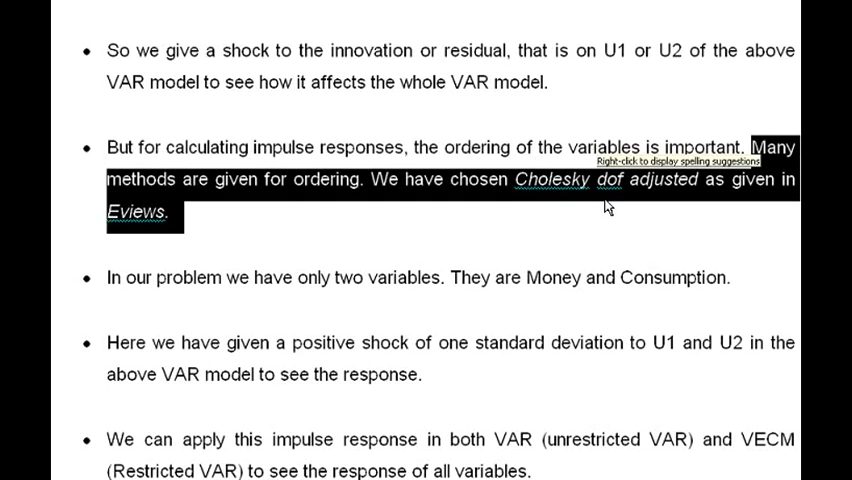 • So we give a shock to the innovation or residual, that is on U1 or U2 of the above
VAR model to see how it affects the whole VAR model.
• But for calculating impulse responses, the ordering of the variables is important. Many
Right-click to display spelling suggestions
methods are given for ordering. We have chosen Cholesky dof adjusted as given in
Eviews.
• In our problem we have only two variables. They are Money and Consumption.
• Here we have given a positive shock of one standard deviation to U1 and U2 in the
above VAR model to see the response.
• We can apply this impulse response in both VAR (unrestricted VAR) and VECM
(Restricted VAR) to see the response of all variables.